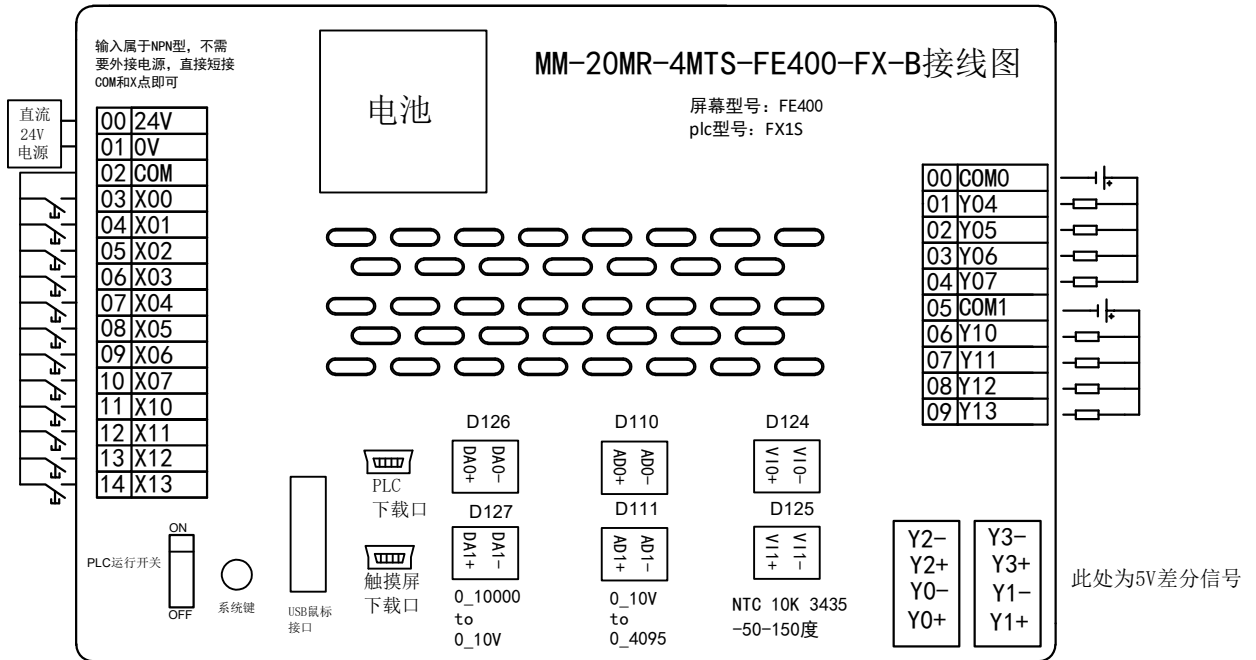 输入属于NPN型，不需
要外接电源，直接短接
COM和X点即可
电池
MM-20MR-4MTS-FE400-FX-B接线图
屏幕型号：FE400
plc型号：FX1S
直流
24V
电源
00 24V
01 0V
02 COM
03 X00
04 X01
05 X02
06 X03
07 X04
08 X05
09 X06
10 X07
11 X10
12 X11
13 X12
14 X13
00 COM0
01 Y04
02 Y05
03 Y06
04 Y07
05 COM1
06 Y10
07 Y11
08 Y12
09 Y13
ON
PLC运行开关
OFF
系统键
USB鼠标
接口
PLC
下载口
触摸屏
下载口
D126
DA0+
DA0-
D127
DA1+
DA1-
0_10000
to
0_10V
D110
AD0+
AD0-
D111
AD1+
AD1-
0_10V
to
0_4095
D124
VI0+
VI0-
D125
VI1+
VI1-
NTC 10K 3435
-50-150度
Y2-
Y2+
Y0-
Y0+
Y3-
Y3+
Y1-
Y1+
此处为5V差分信号